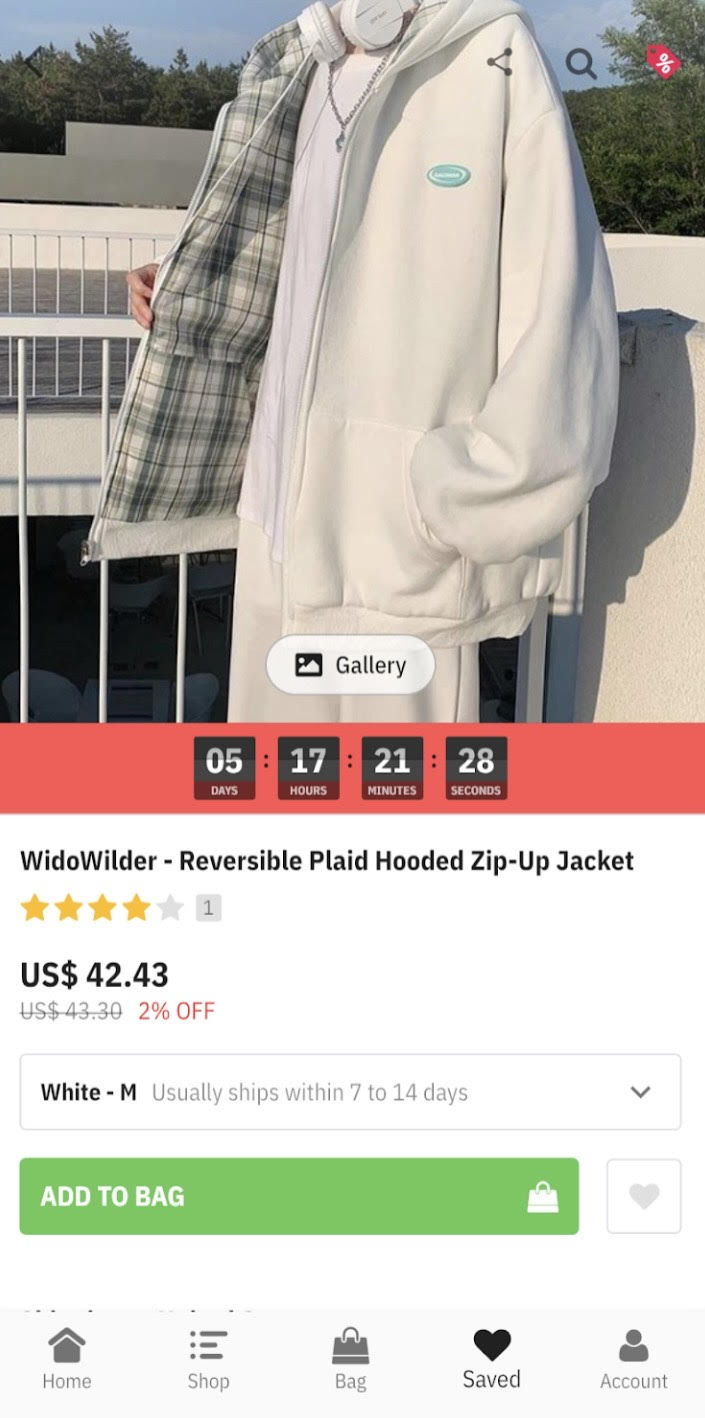 Gallery
05 : 17 : 21 : 28
DAYS HOURS MINUTES SECONDS
WidoWilder - Reversible Plaid Hooded Zip-Up Jacket
1
US$ 42.43
US$ 43.30 2% OFF
White - M Usually ships within 7 to 14 days
ADD TO BAG
Home Shop Bag Saved Account